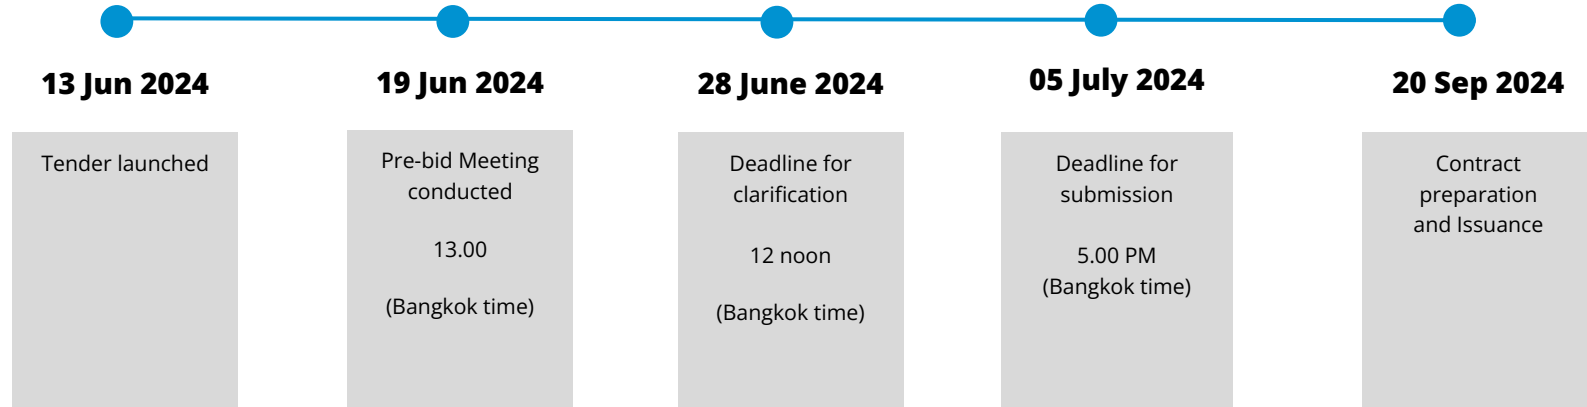 13 Jun 2024
Tender launched
19 Jun 2024
Pre-bid Meeting
conducted
13.00
(Bangkok time)
28 June 2024
Deadline for
clarification
12 noon
(Bangkok time)
05 July 2024
Deadline for
submission
5.00 PM
(Bangkok time)
20 Sep 2024
Contract
preparation
and Issuance